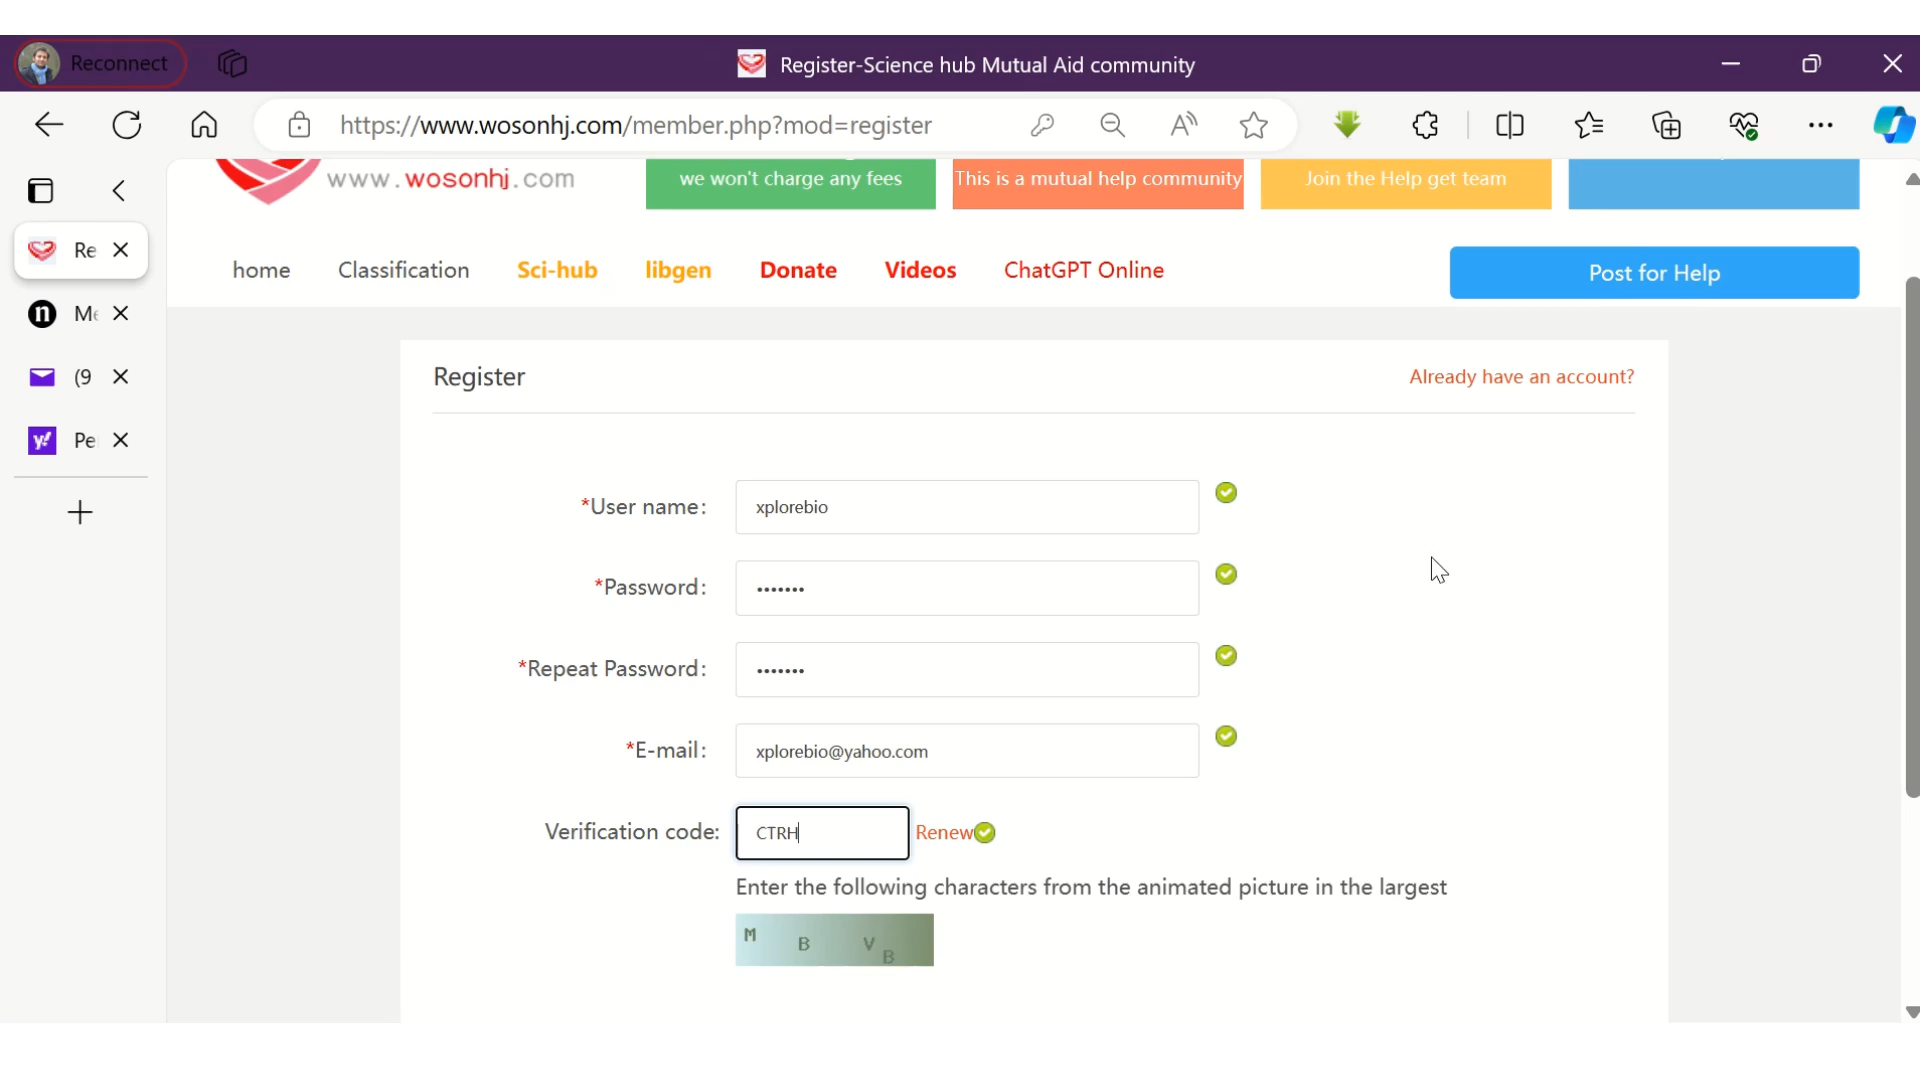 Reconnect
Register-Science hub Mutual Aid community
https://www.wosonhj.com/member.php?mod=register
www.wosonhj.com
we won't charge any fees
This is a mutual help community
Join the Help get team
Re
Me
(9
Pe
home Classification Sci-hub libgen Donate Videos ChatGPT Online
Post for Help
Register
Already have an account?
*User name: xplorebio
*Password: •••••••
*Repeat Password: •••••••
*E-mail: xplorebio@yahoo.com
Verification code: CTRH Renew
Enter the following characters from the animated picture in the largest
M B V B